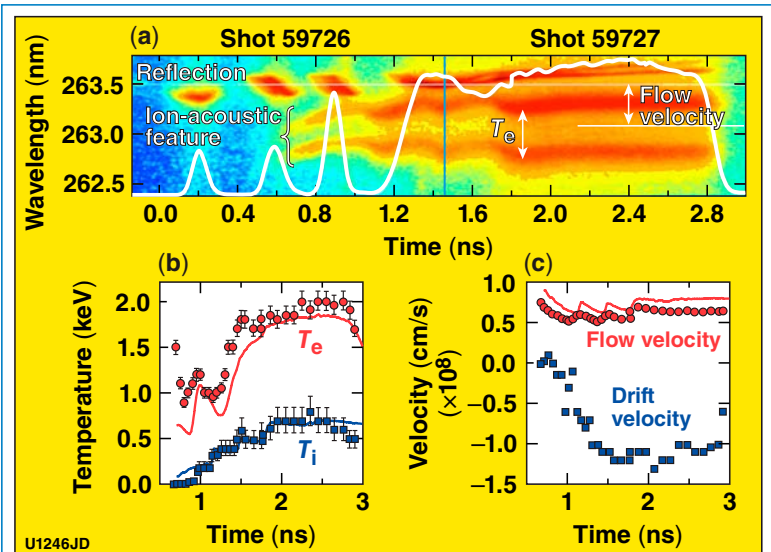 (a) Shot 59726 Shot 59727
Wavelength (nm)
263.5
263.0
262.5
Reflection
Ion-acoustic
feature
Te
Flow
velocity
0.0 0.4 0.8 1.2 1.6 2.0 2.4 2.8
Time (ns)
(b)
Temperature (keV)
2.0
1.5
1.0
0.5
0.0
Te
Ti
1 2 3
Time (ns)
(c)
Velocity (cm/s)
(×10⁸)
1.0
0.5
0.0
−0.5
−1.0
−1.5
Flow velocity
Drift
velocity
1 2 3
Time (ns)
U1246JD